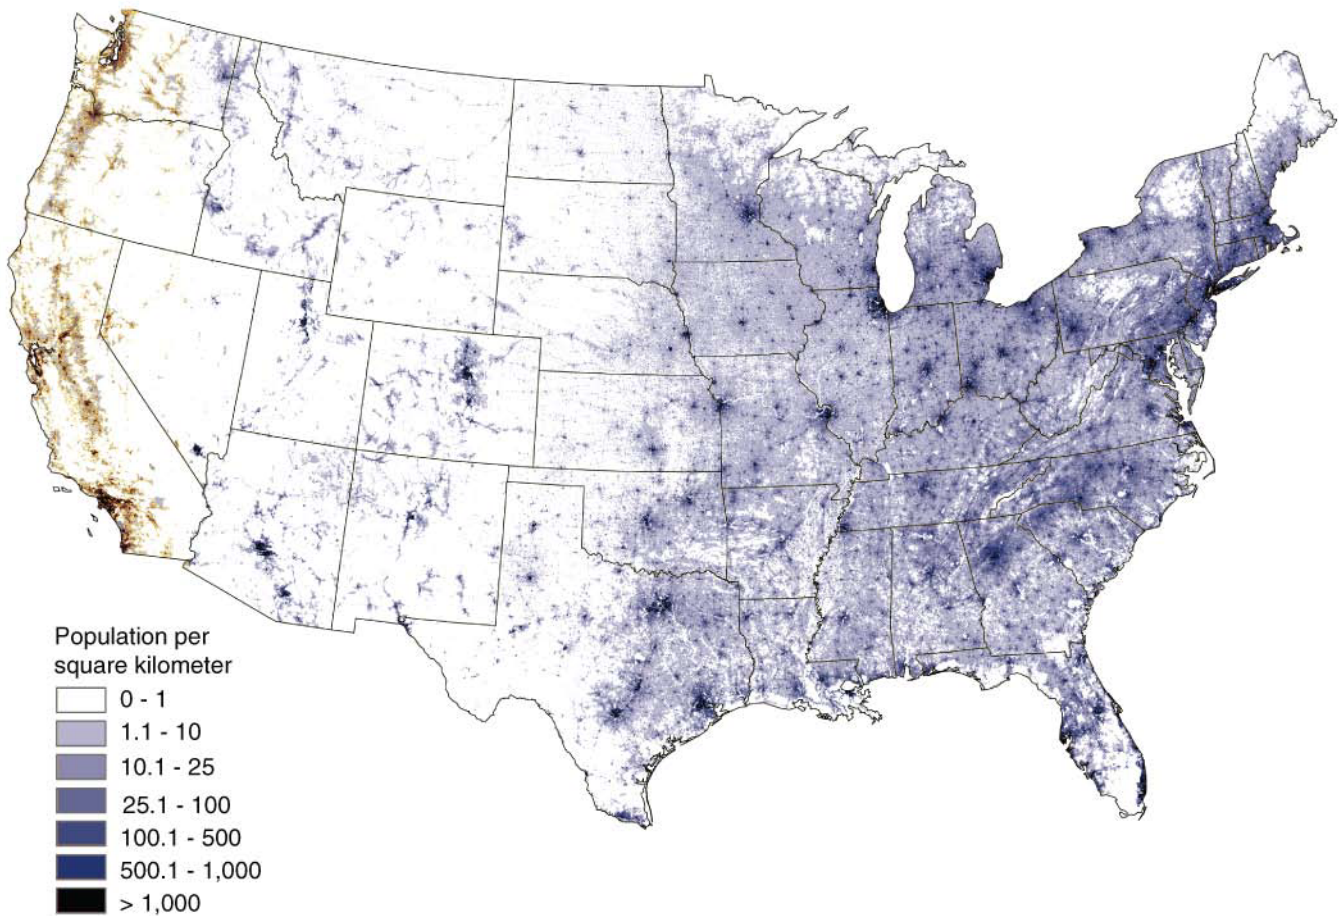 Population per
square kilometer
0 - 1
1.1 - 10
10.1 - 25
25.1 - 100
100.1 - 500
500.1 - 1,000
> 1,000